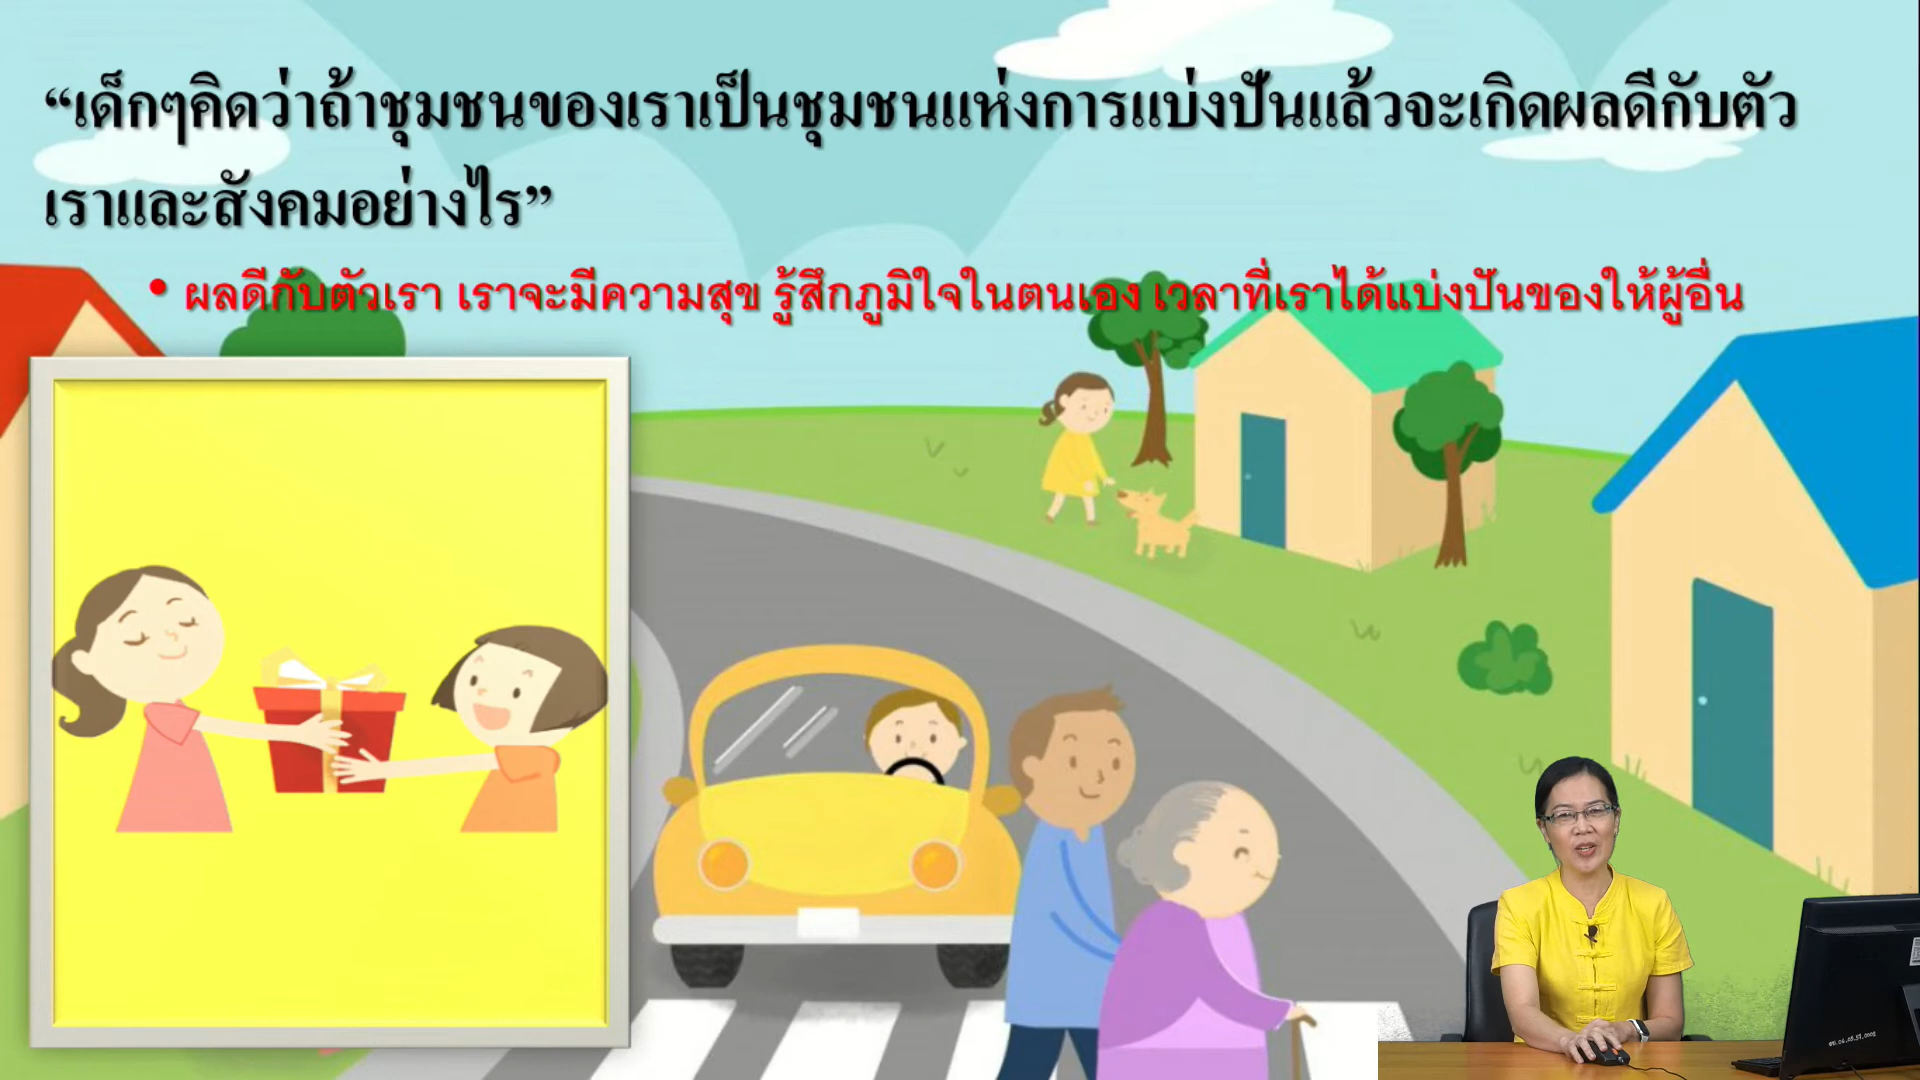 “เด็กๆคิดว่าถ้าชุมชนของเราเป็นชุมชนแห่งการแบ่งปันแล้วจะเกิดผลดีกับตัว
เราและสังคมอย่างไร”
• ผลดีกับตัวเรา เราจะมีความสุข รู้สึกภูมิใจในตนเอง เวลาที่เราได้แบ่งปันของให้ผู้อื่น